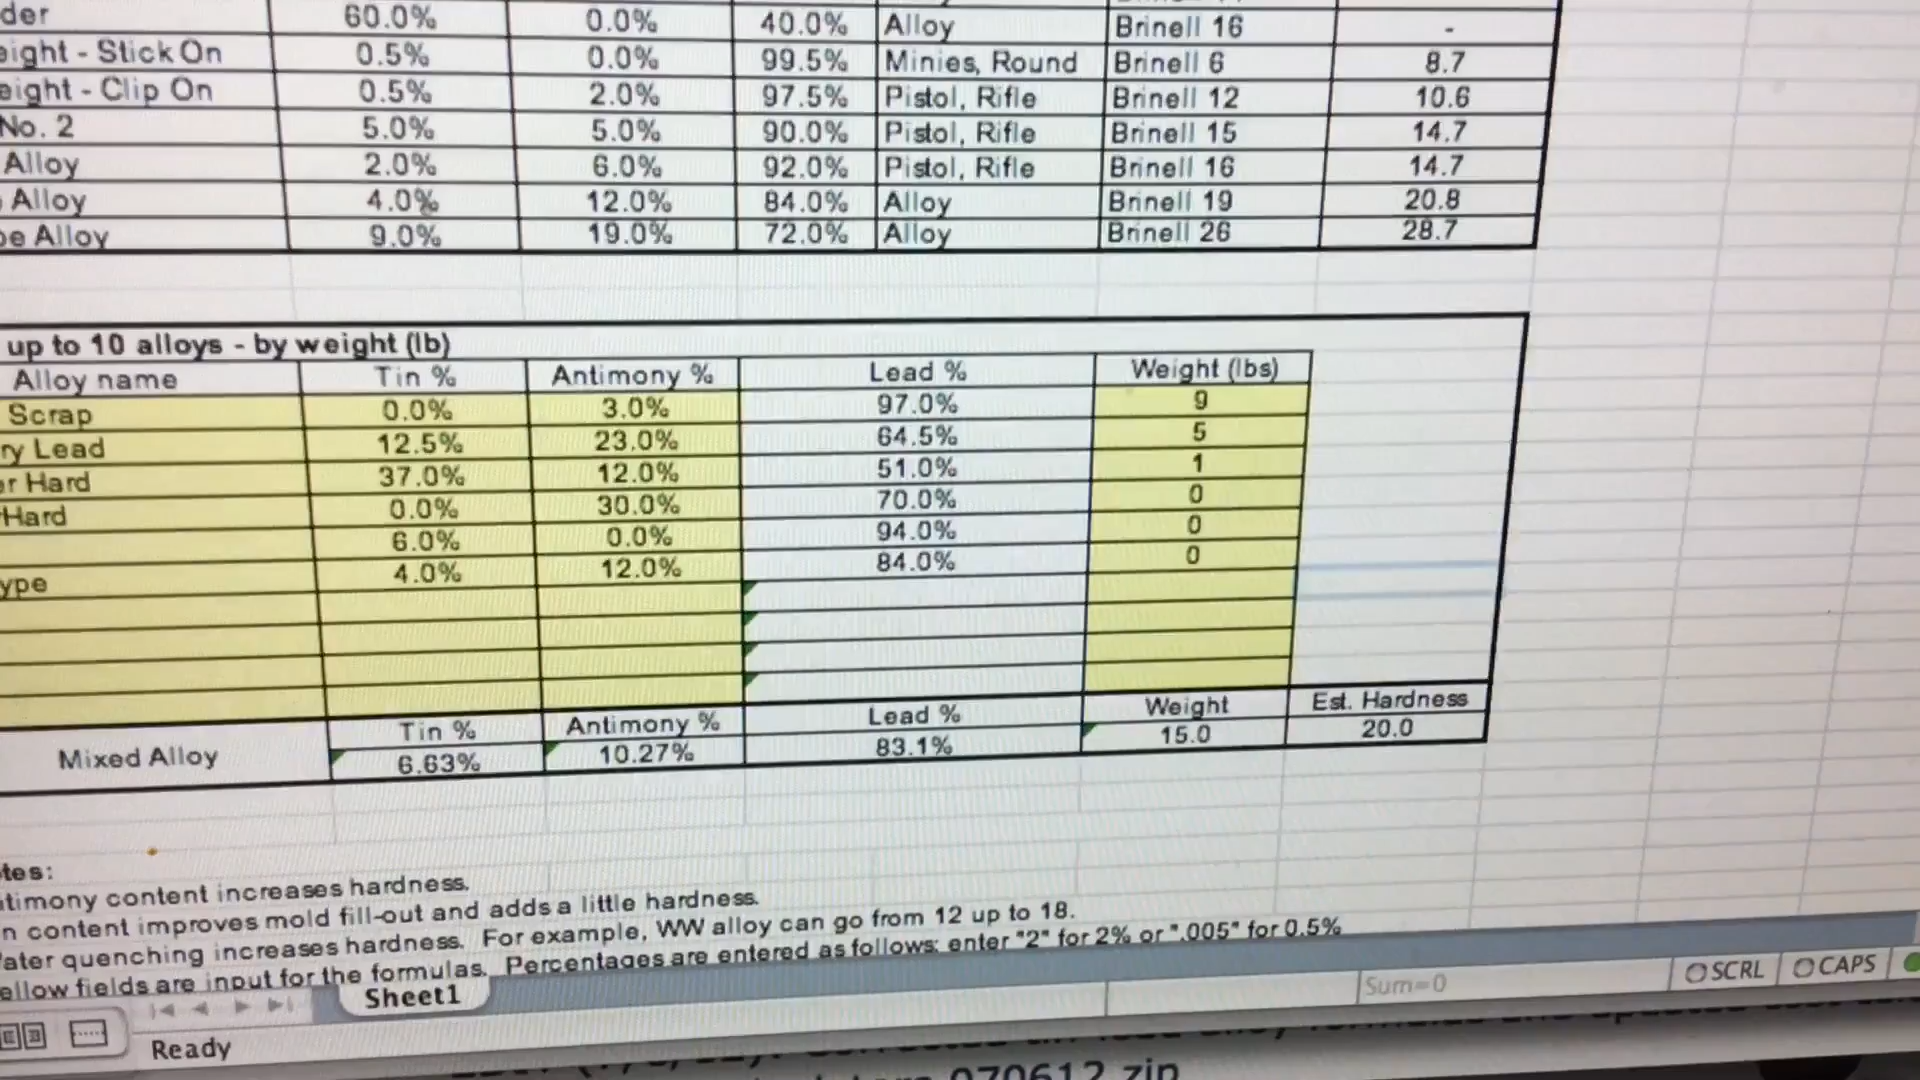 der 60.0% 0.0% 40.0% Alloy Brinell 16 -
eight - Stick On 0.5% 0.0% 99.5% Minies, Round Brinell 6 8.7
eight - Clip On 0.5% 2.0% 97.5% Pistol, Rifle Brinell 12 10.6
No. 2 5.0% 5.0% 90.0% Pistol, Rifle Brinell 15 14.7
Alloy 2.0% 6.0% 92.0% Pistol, Rifle Brinell 16 14.7
Alloy 4.0% 12.0% 84.0% Alloy Brinell 19 20.8
pe Alloy 9.0% 19.0% 72.0% Alloy Brinell 26 28.7
up to 10 alloys - by weight (lb)
Alloy name Tin % Antimony % Lead % Weight (lbs)
Scrap 0.0% 3.0% 97.0% 9
ry Lead 12.5% 23.0% 64.5% 5
er Hard 37.0% 12.0% 51.0% 1
Hard 0.0% 30.0% 70.0% 0
6.0% 0.0% 94.0% 0
ype 4.0% 12.0% 84.0% 0
Tin % Antimony % Lead % Weight Est. Hardness
Mixed Alloy 6.63% 10.27% 83.1% 15.0 20.0
tes:
timony content increases hardness.
n content improves mold fill-out and adds a little hardness.
ater quenching increases hardness. For example, WW alloy can go from 12 up to 18.
ellow fields are input for the formulas. Percentages are entered as follows: enter "2" for 2% or ".005" for 0.5%
Sheet1
Sum=0 SCRL CAPS
Ready
070612.zip